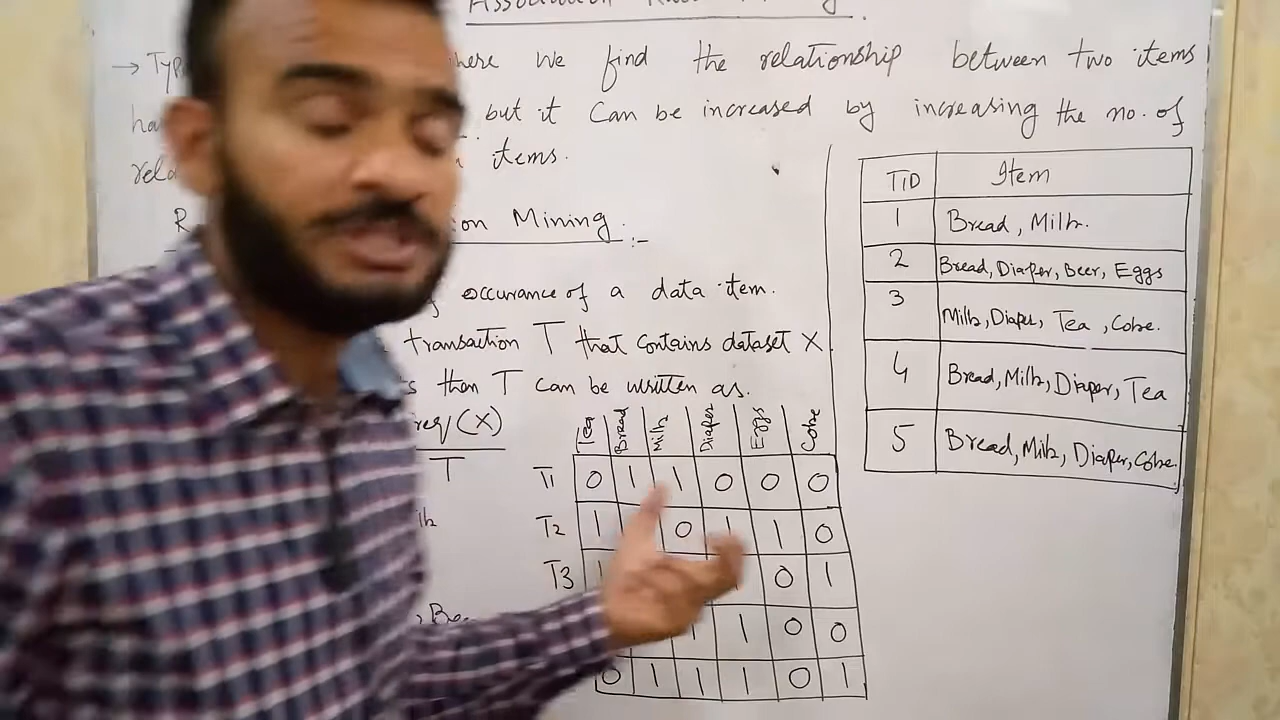 → Typ here we find the relationship between two items
ha but it Can be increased by increasing the no. of
rela items.
R on Mining :-
occurance of a data item.
transaction T that contains dataset X
s then T can be written as.
req (X)
T
Tea Bread Milk Diaper Eggs Coke
T1 0 1 1 0 0 0
T2 1 0 1 1 0
T3 1 0 1
1 1 0 0
0 1 1 1 0 1
TID Item
1 Bread, Milk.
2 Bread, Diaper, Beer, Eggs
3 Milk, Diaper, Tea, Coke.
4 Bread, Milk, Diaper, Tea
5 Bread, Milk, Diaper, Coke.